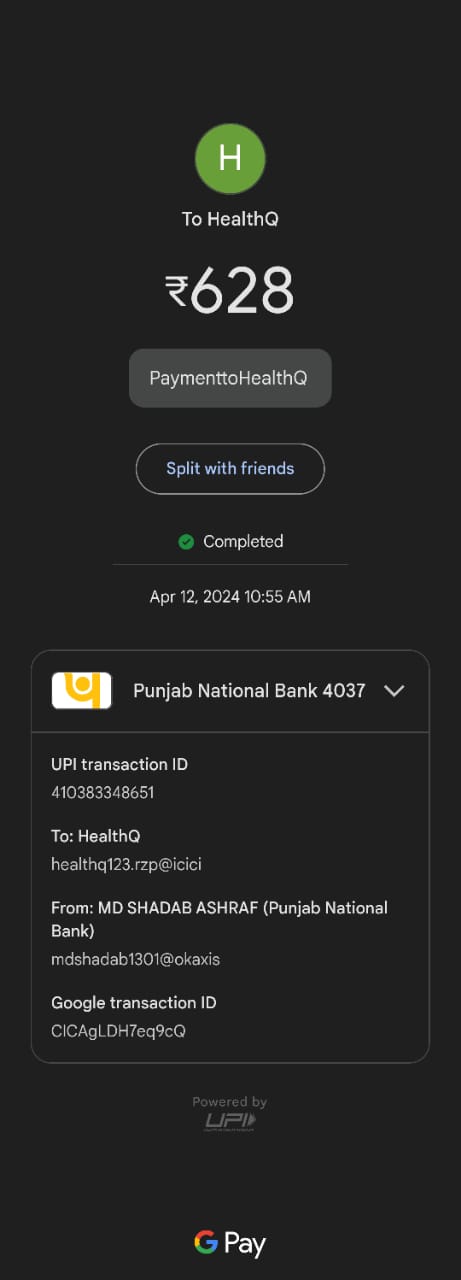 H
To HealthQ
₹628
PaymenttoHealthQ
Split with friends
Completed
Apr 12, 2024 10:55 AM
Punjab National Bank 4037
UPI transaction ID
410383348651
To: HealthQ
healthq123.rzp@icici
From: MD SHADAB ASHRAF (Punjab National
Bank)
mdshadab1301@okaxis
Google transaction ID
CICAgLDH7eq9cQ
Powered by
UPI
G Pay